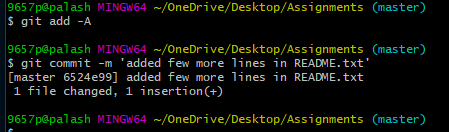 9657p@palash MINGW64 ~/OneDrive/Desktop/Assignments (master)
$ git add -A
9657p@palash MINGW64 ~/OneDrive/Desktop/Assignments (master)
$ git commit -m 'added few more lines in README.txt'
[master 6524e99] added few more lines in README.txt
 1 file changed, 1 insertion(+)
9657p@palash MINGW64 ~/OneDrive/Desktop/Assignments (master)